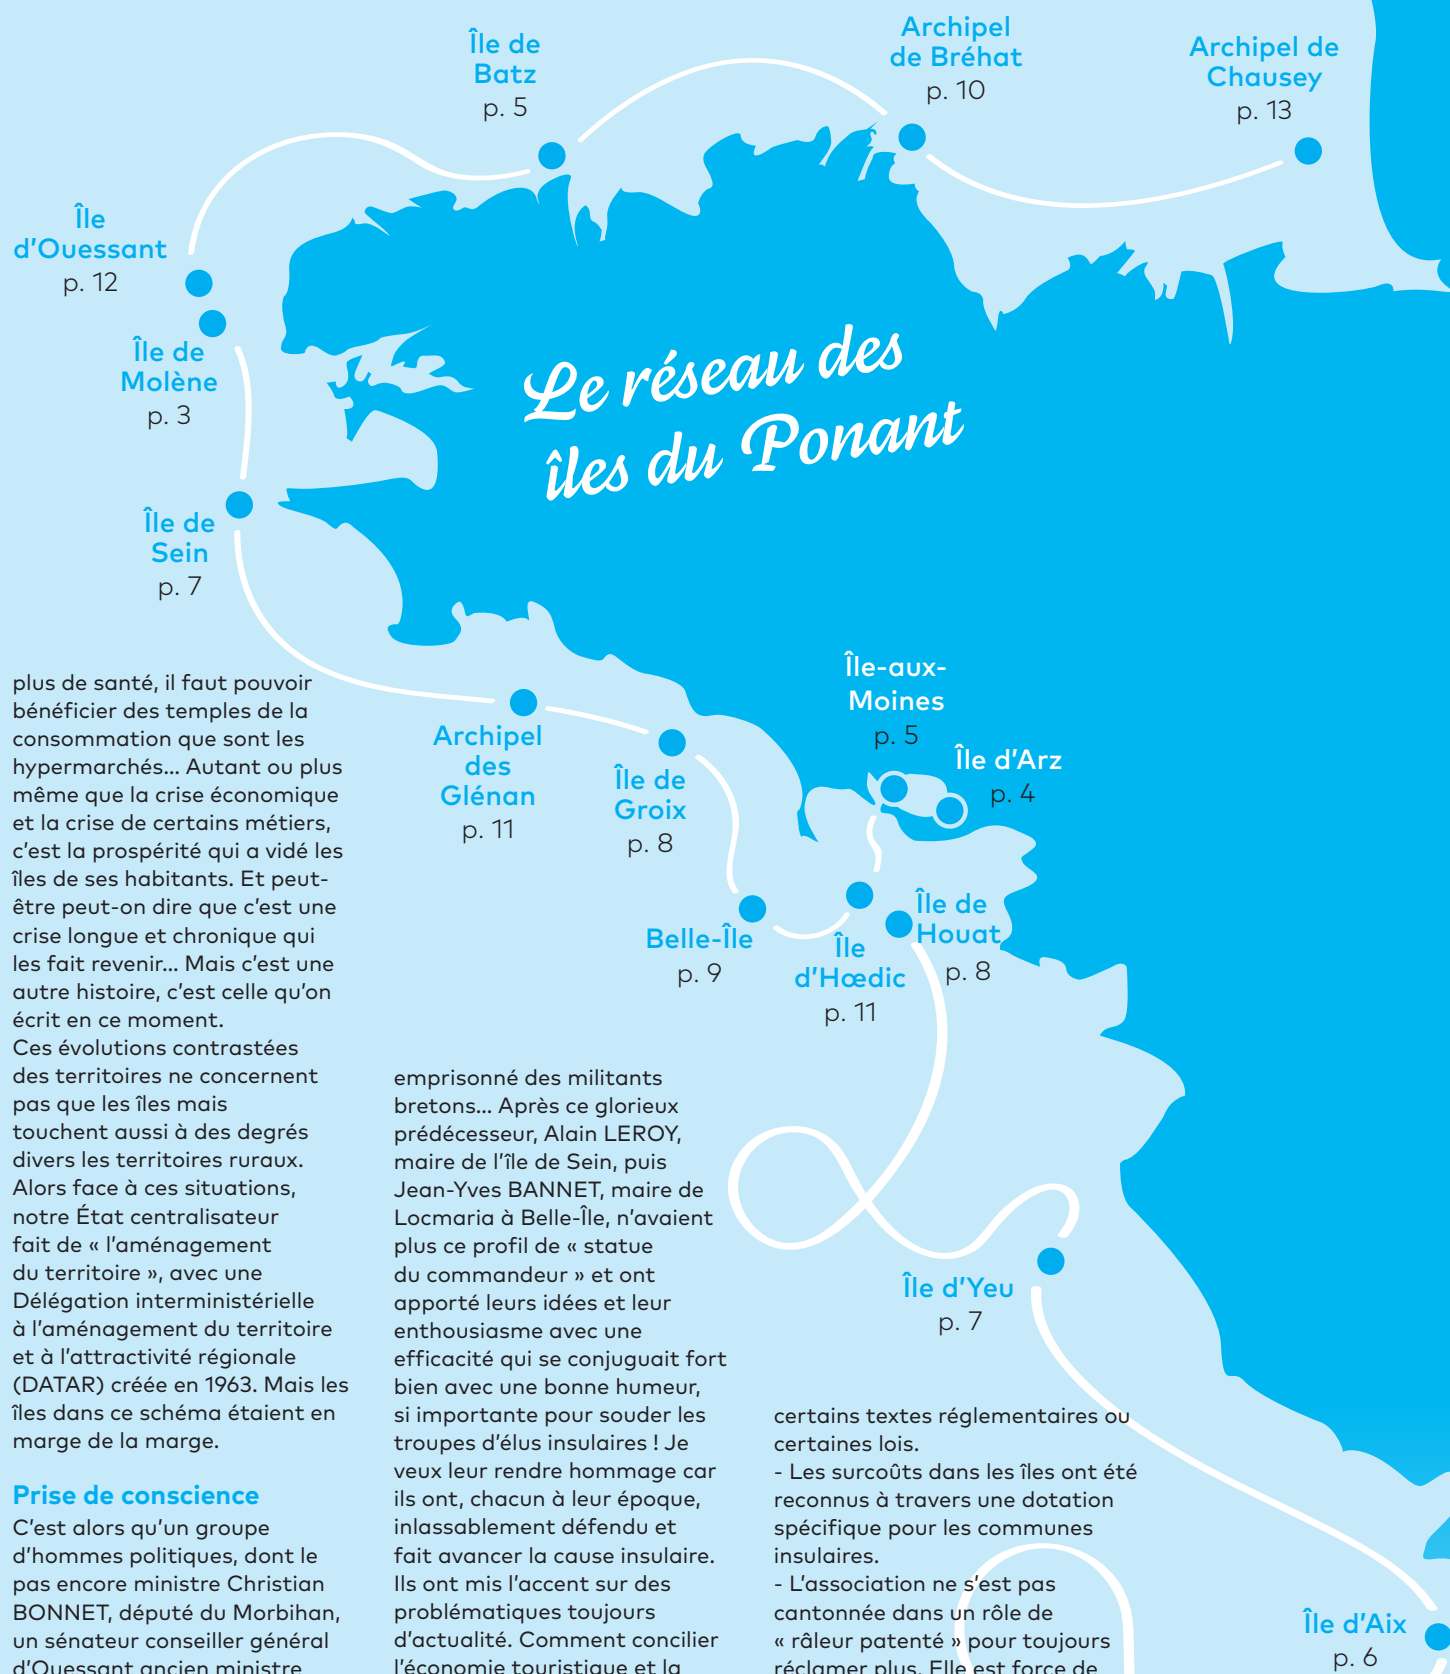 Île de
Batz
p. 5
Archipel
de Bréhat
p. 10
Archipel de
Chausey
p. 13
Île
d'Ouessant
p. 12
Île de
Molène
p. 3
Le réseau des
îles du Ponant
Île de
Sein
p. 7
Île-aux-
Moines
p. 5
Île d'Arz
p. 4
Archipel
des
Glénan
p. 11
Île de
Groix
p. 8
Belle-Île
p. 9
Île
d'Hœdic
p. 11
Île de
Houat
p. 8
Île d'Yeu
p. 7
Île d'Aix
p. 6
plus de santé, il faut pouvoir
bénéficier des temples de la
consommation que sont les
hypermarchés... Autant ou plus
même que la crise économique
et la crise de certains métiers,
c'est la prospérité qui a vidé les
îles de ses habitants. Et peut-
être peut-on dire que c'est une
crise longue et chronique qui
les fait revenir... Mais c'est une
autre histoire, c'est celle qu'on
écrit en ce moment.
Ces évolutions contrastées
des territoires ne concernent
pas que les îles mais
touchent aussi à des degrés
divers les territoires ruraux.
Alors face à ces situations,
notre État centralisateur
fait de « l'aménagement
du territoire », avec une
Délégation interministérielle
à l'aménagement du territoire
et à l'attractivité régionale
(DATAR) créée en 1963. Mais les
îles dans ce schéma étaient en
marge de la marge.
Prise de conscience
C'est alors qu'un groupe
d'hommes politiques, dont le
pas encore ministre Christian
BONNET, député du Morbihan,
un sénateur conseiller général
d'Ouessant ancien ministre
emprisonné des militants
bretons... Après ce glorieux
prédécesseur, Alain LEROY,
maire de l'île de Sein, puis
Jean-Yves BANNET, maire de
Locmaria à Belle-Île, n'avaient
plus ce profil de « statue
du commandeur » et ont
apporté leurs idées et leur
enthousiasme avec une
efficacité qui se conjuguait fort
bien avec une bonne humeur,
si importante pour souder les
troupes d'élus insulaires ! Je
veux leur rendre hommage car
ils ont, chacun à leur époque,
inlassablement défendu et
fait avancer la cause insulaire.
Ils ont mis l'accent sur des
problématiques toujours
d'actualité. Comment concilier
l'économie touristique et la
certains textes réglementaires ou
certaines lois.
- Les surcoûts dans les îles ont été
reconnus à travers une dotation
spécifique pour les communes
insulaires.
- L'association ne s'est pas
cantonnée dans un rôle de
« râleur patenté » pour toujours
réclamer plus. Elle est force de